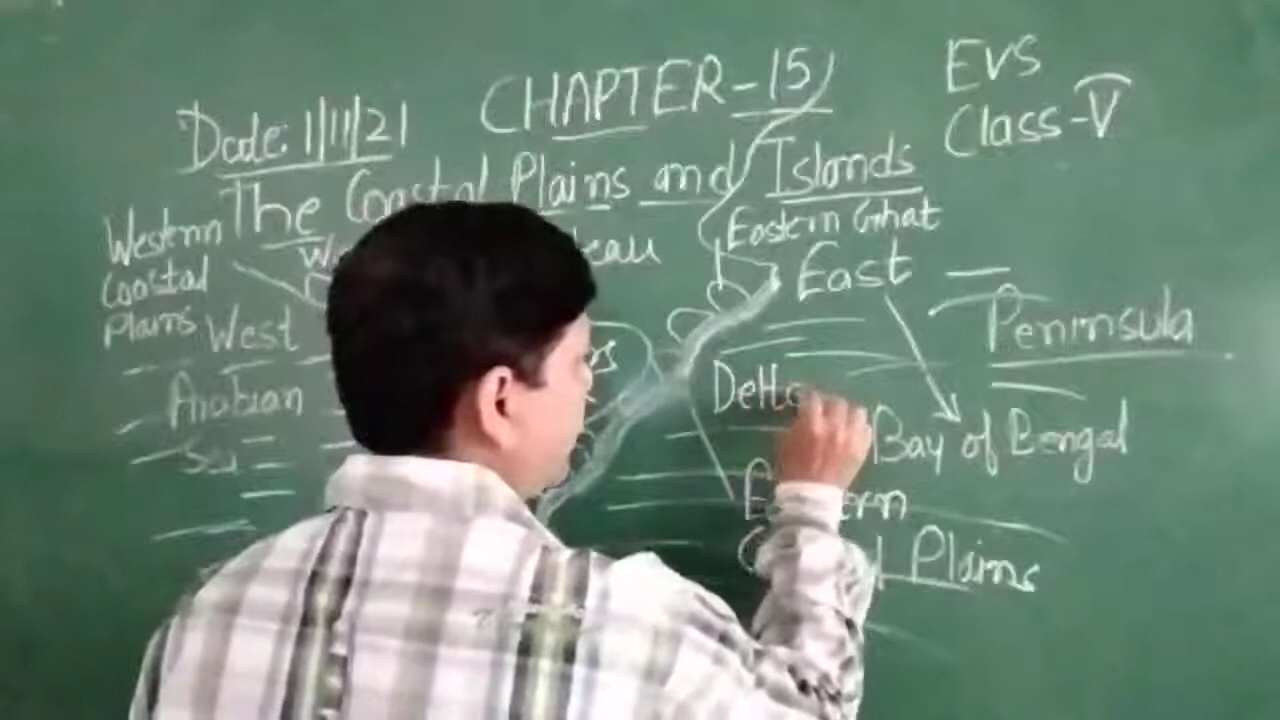 CHAPTER-15
EVS
Date 1/11/21
Class-V
The Coastal Plains and Islands
Western
Coastal
Plains
Eastern Ghat
West
East
Peninsula
Arabian
Sea
Delta
Bay of Bengal
Plains